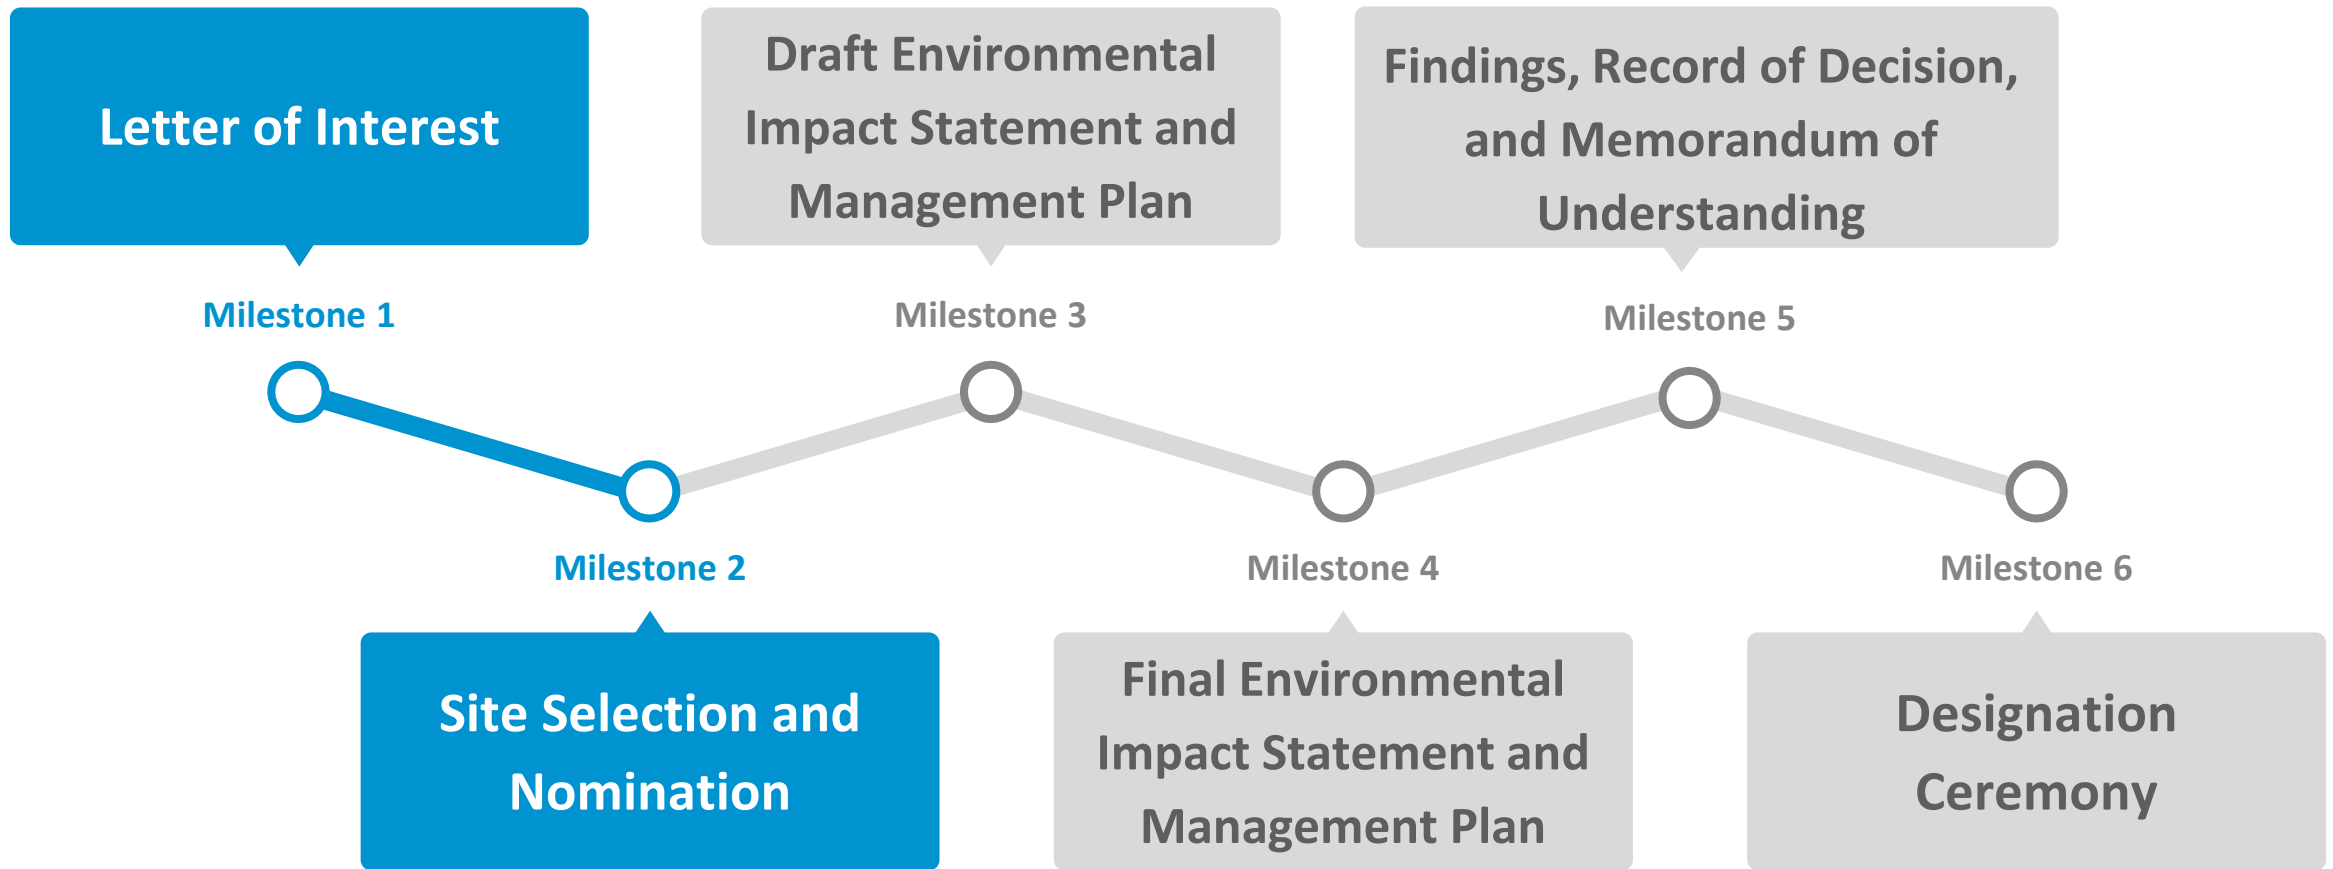 Letter of Interest
Milestone 1
Milestone 2
Site Selection and
Nomination
Draft Environmental
Impact Statement and
Management Plan
Milestone 3
Milestone 4
Final Environmental
Impact Statement and
Management Plan
Findings, Record of Decision,
and Memorandum of
Understanding
Milestone 5
Milestone 6
Designation
Ceremony